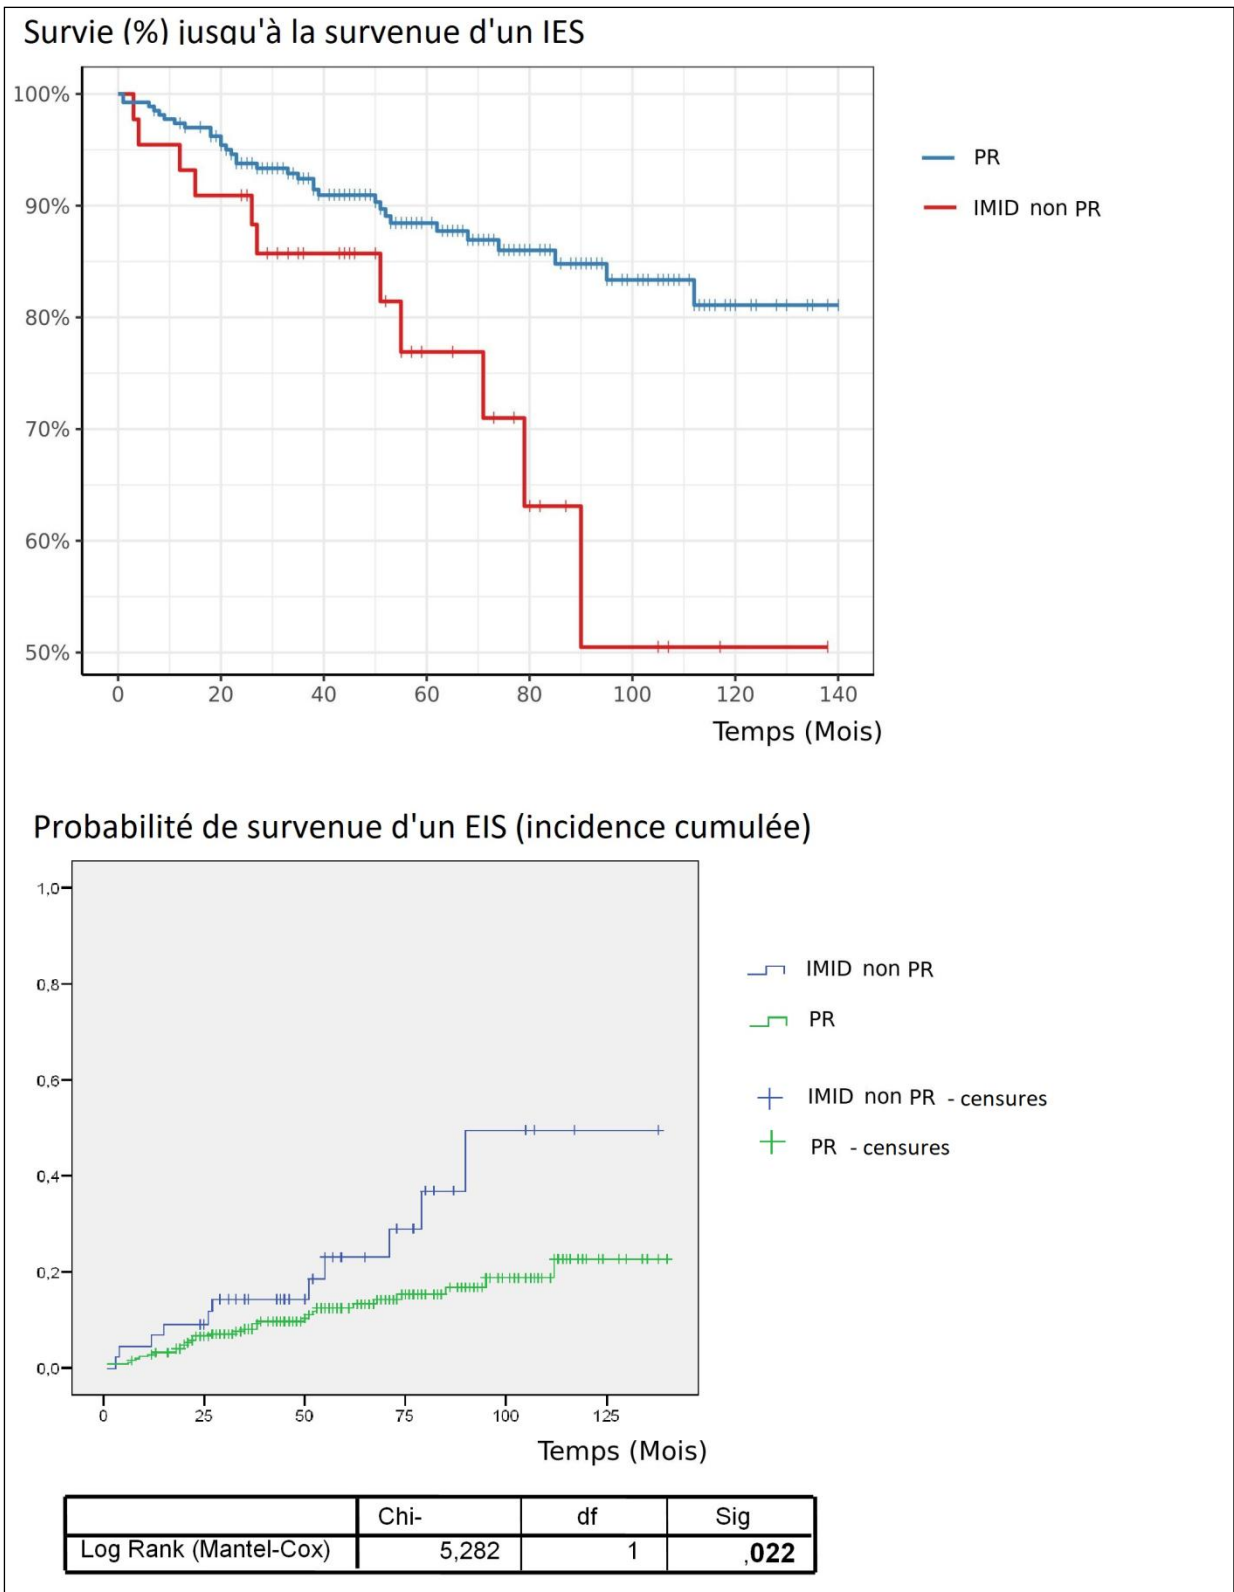 Survie (%) jusqu'à la survenue d'un IES
100%
90%
80%
70%
60%
50%
0 20 40 60 80 100 120 140
Temps (Mois)
PR
IMID non PR
Probabilité de survenue d'un EIS (incidence cumulée)
1,0
0,8
0,6
0,4
0,2
0,0
0 25 50 75 100 125
Temps (Mois)
IMID non PR
PR
IMID non PR - censures
PR - censures
Chi- df Sig
Log Rank (Mantel-Cox) 5,282 1 ,022